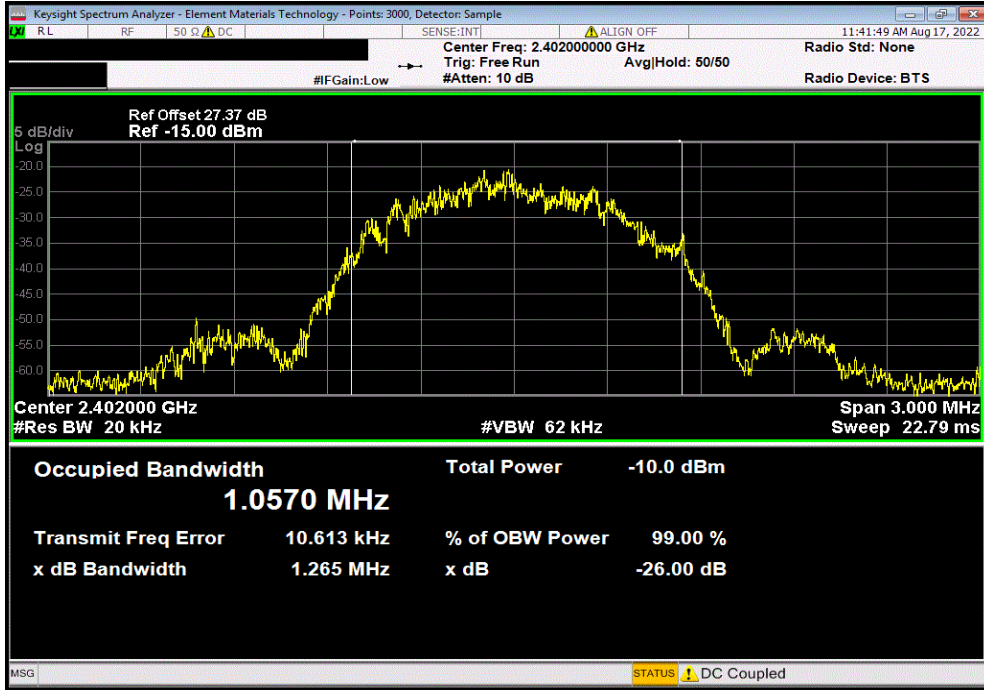 Keysight Spectrum Analyzer - Element Materials Technology - Points: 3000, Detector: Sample
LXI RL RF 50 Ω DC SENSE:INT ALIGN OFF 11:41:49 AM Aug 17, 2022
Center Freq: 2.402000000 GHz Radio Std: None
Trig: Free Run Avg|Hold: 50/50
#IFGain:Low #Atten: 10 dB Radio Device: BTS
Ref Offset 27.37 dB
5 dB/div Ref -15.00 dBm
Log
-20.0
-25.0
-30.0
-35.0
-40.0
-45.0
-50.0
-55.0
-60.0
Center 2.402000 GHz Span 3.000 MHz
#Res BW 20 kHz #VBW 62 kHz Sweep 22.79 ms
Occupied Bandwidth Total Power -10.0 dBm
1.0570 MHz
Transmit Freq Error 10.613 kHz % of OBW Power 99.00 %
x dB Bandwidth 1.265 MHz x dB -26.00 dB
MSG STATUS DC Coupled